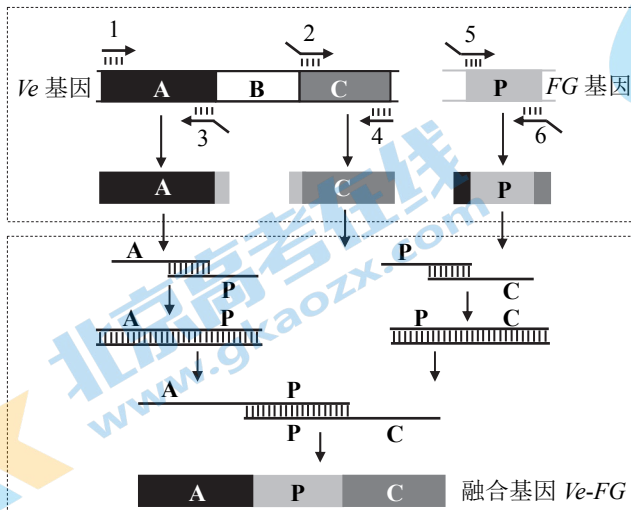 1 2 5
Ve 基因 A B C P FG 基因
3 4 6
A C P
A P
P C
A P P C
A P
P C
A P C 融合基因 Ve-FG
北京高考在线
www.gkaozx.com